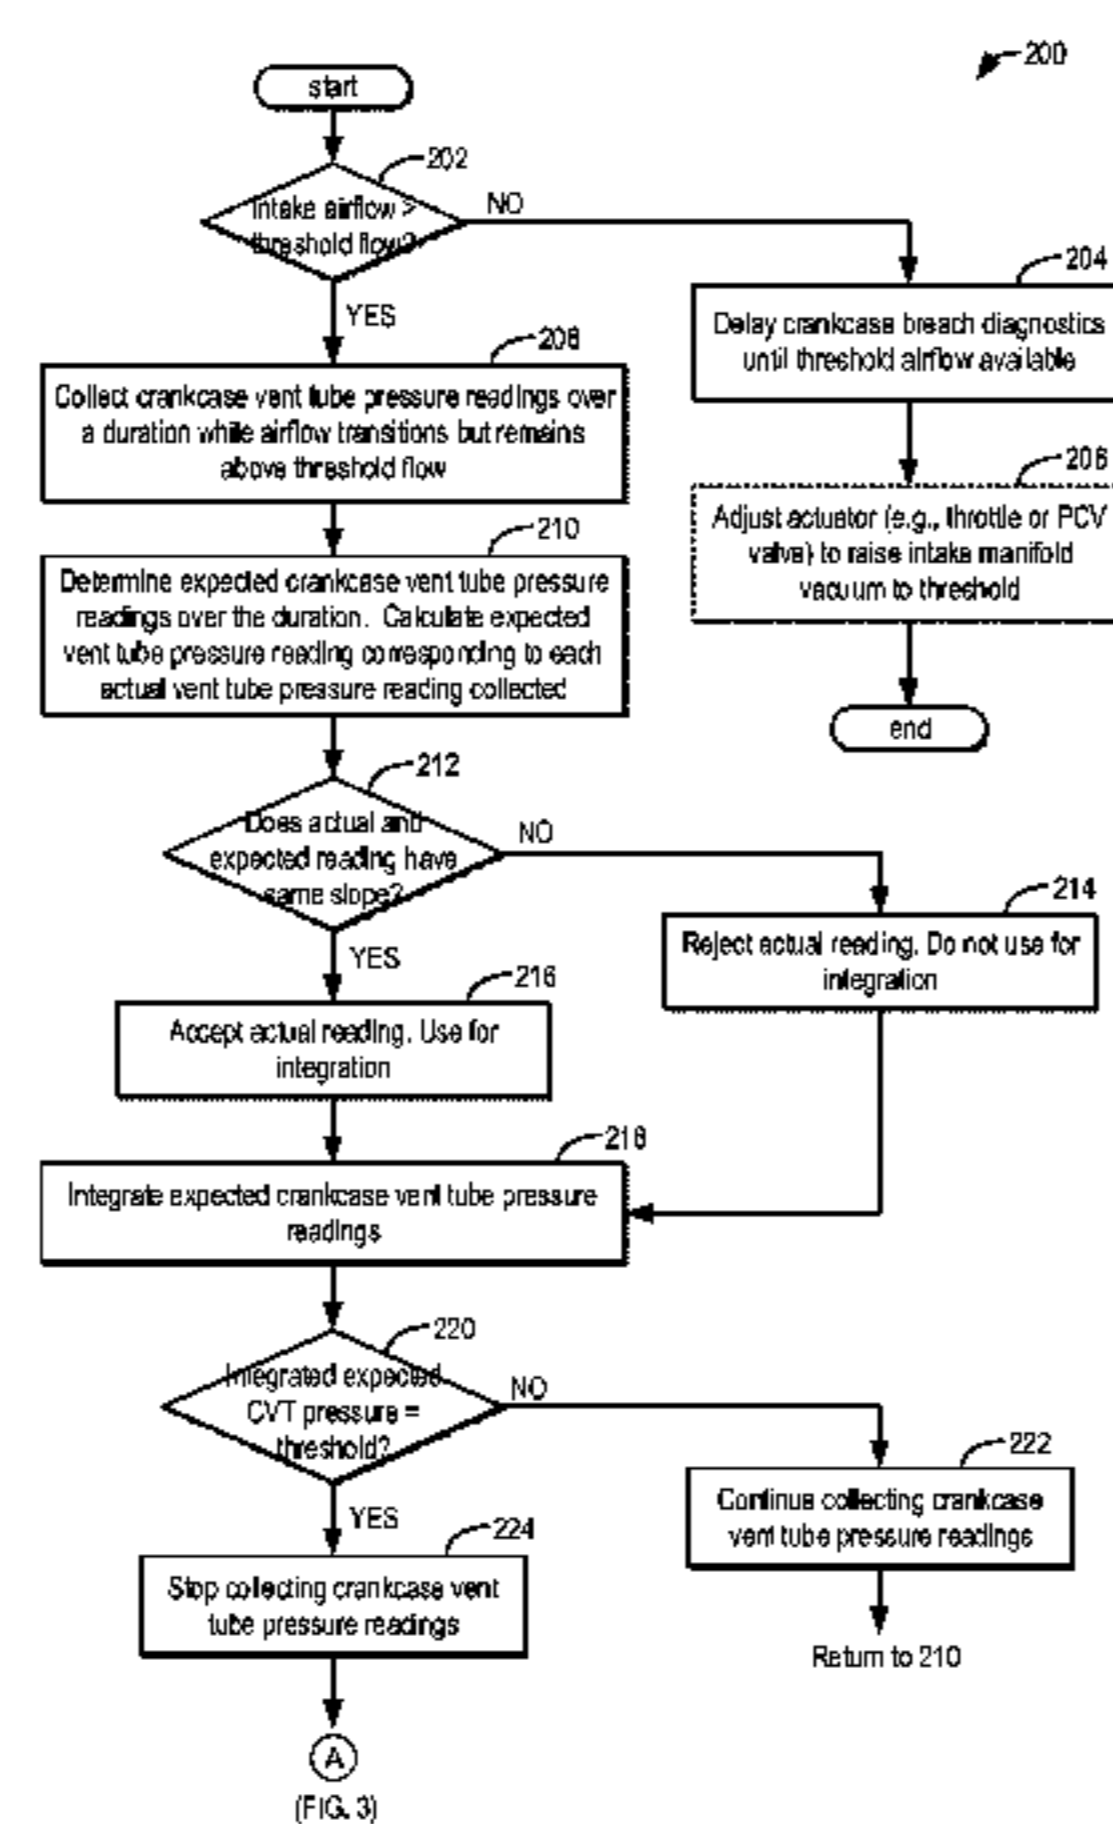 200
start
202
Intake airflow >
threshold flow?
NO
YES
204
Delay crankcase breach diagnostics
until threshold airflow available
206
Adjust actuator (e.g., throttle or PCV
valve) to raise intake manifold
vacuum to threshold
end
208
Collect crankcase vent tube pressure readings over
a duration while airflow transitions but remains
above threshold flow
210
Determine expected crankcase vent tube pressure
readings over the duration. Calculate expected
vent tube pressure reading corresponding to each
actual vent tube pressure reading collected
212
Does actual and
expected reading have
same slope?
NO
YES
214
Reject actual reading. Do not use for
integration
216
Accept actual reading. Use for
integration
218
Integrate expected crankcase vent tube pressure
readings
220
Integrated expected
CVT pressure =
threshold?
NO
YES
222
Continue collecting crankcase
vent tube pressure readings
Return to 210
224
Stop collecting crankcase vent
tube pressure readings
A
(FIG. 3)